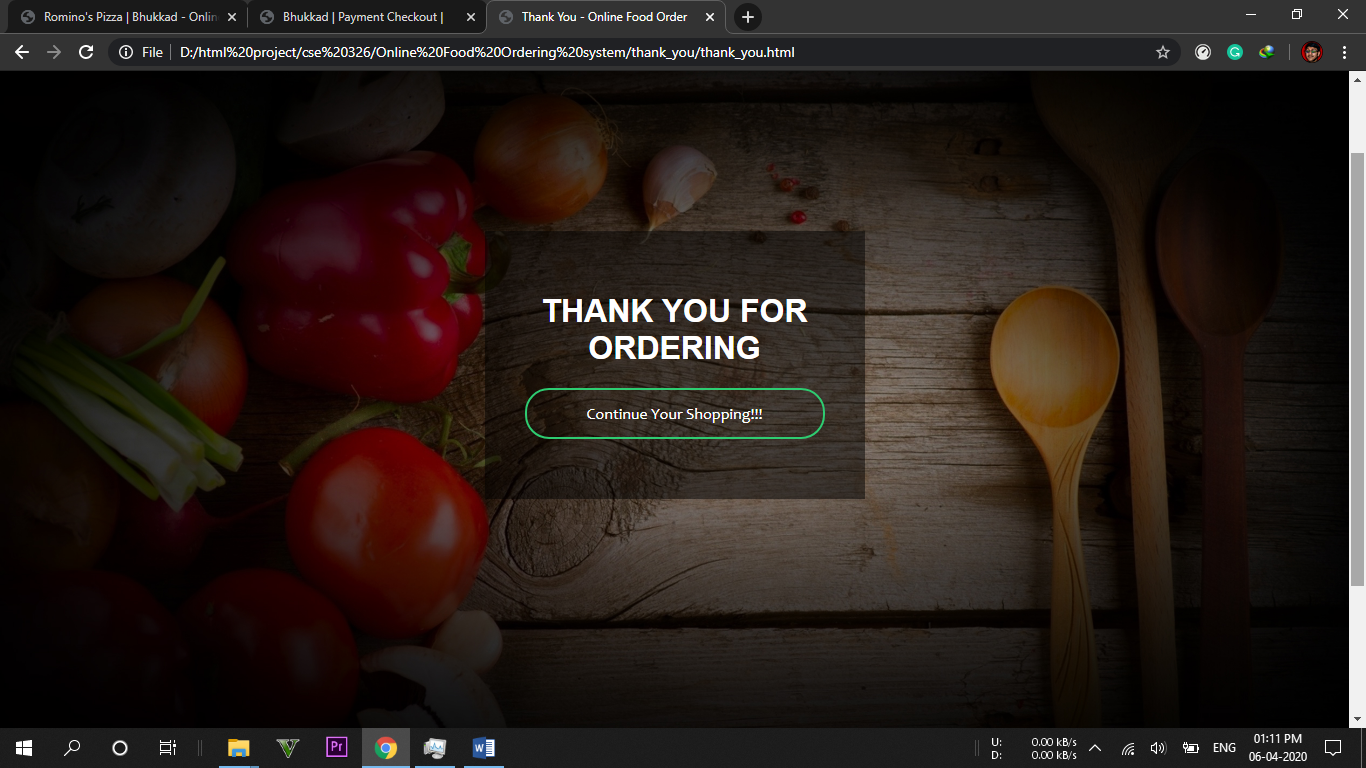 Romino's Pizza | Bhukkad - Onlin
Bhukkad | Payment Checkout |
Thank You - Online Food Order
File
D:/html%20project/cse%20326/Online%20Food%20Ordering%20system/thank_you/thank_you.html
THANK YOU FOR
ORDERING
Continue Your Shopping!!!
Pr
U: 0.00 kB/s
D: 0.00 kB/s
ENG
01:11 PM
06-04-2020